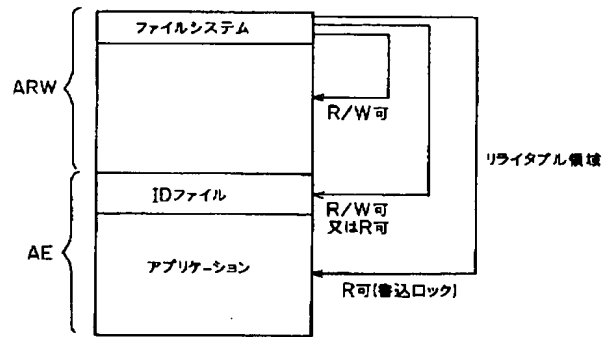 ファイルシステム
ARW
R/W可
リライタブル領域
IDファイル
R/W可
又はR可
AE
アプリケーション
R可(書込ロック)